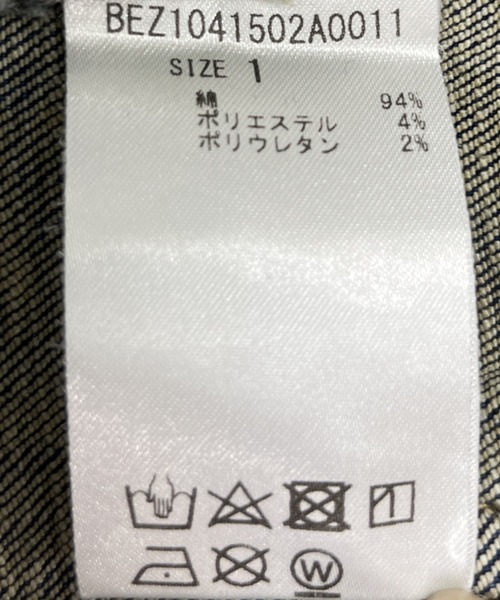 BEZ1041502A0011
SIZE 1
綿 94%
ポリエステル 4%
ポリウレタン 2%
W